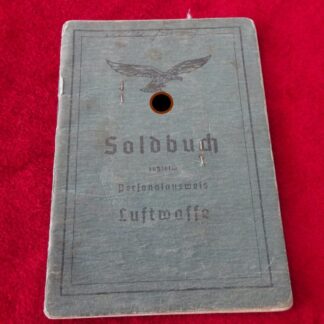 Soldbuch
zugleich
Personalausweis
Luftwaffe